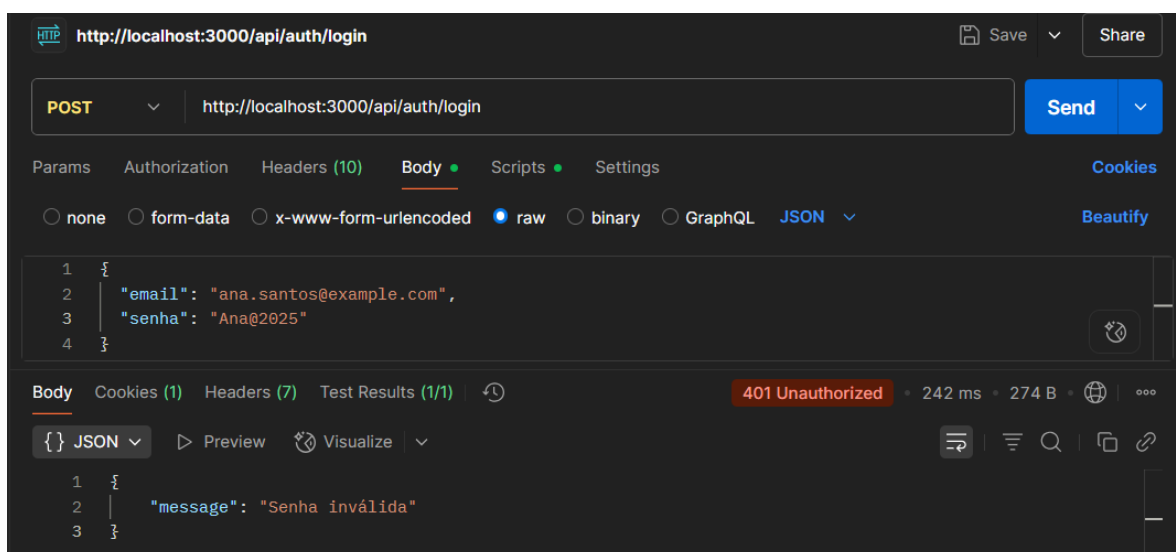 HTTP http://localhost:3000/api/auth/login Save Share
POST http://localhost:3000/api/auth/login Send
Params Authorization Headers (10) Body Scripts Settings Cookies
none form-data x-www-form-urlencoded raw binary GraphQL JSON Beautify
1 {
2 "email": "ana.santos@example.com",
3 "senha": "Ana@2025"
4 }
Body Cookies (1) Headers (7) Test Results (1/1) 401 Unauthorized • 242 ms • 274 B •
{} JSON Preview Visualize
1 {
2 "message": "Senha inválida"
3 }